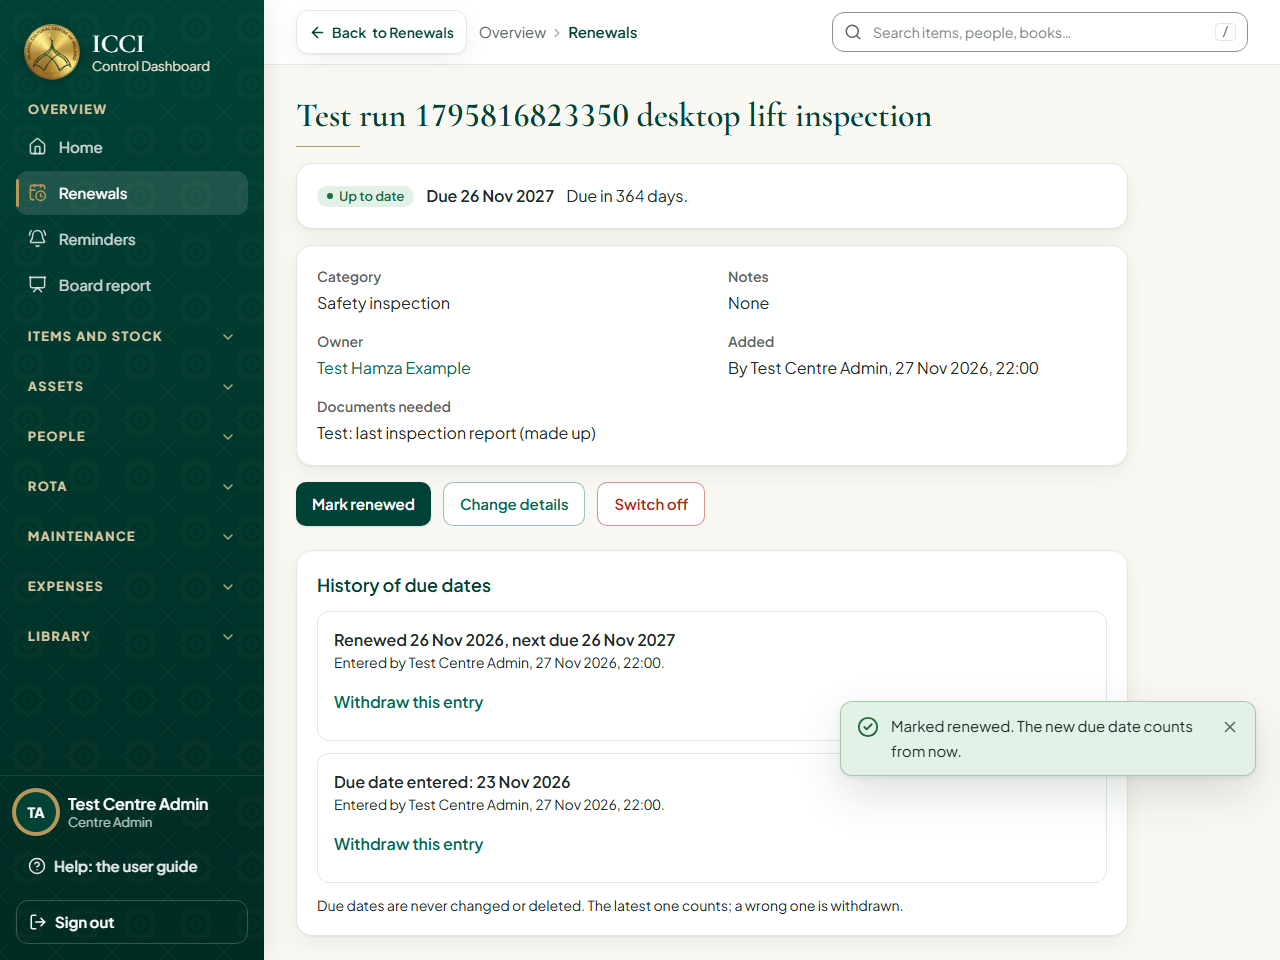 ICCI
Control Dashboard
OVERVIEW
Home
Renewals
Reminders
Board report
ITEMS AND STOCK
ASSETS
PEOPLE
ROTA
MAINTENANCE
EXPENSES
LIBRARY
TA
Test Centre Admin
Centre Admin
Help: the user guide
Sign out
Back to Renewals
Overview > Renewals
Search items, people, books...
/
Test run 1795816823350 desktop lift inspection
Up to date Due 26 Nov 2027 Due in 364 days.
Category
Safety inspection
Notes
None
Owner
Test Hamza Example
Added
By Test Centre Admin, 27 Nov 2026, 22:00
Documents needed
Test: last inspection report (made up)
Mark renewed
Change details
Switch off
History of due dates
Renewed 26 Nov 2026, next due 26 Nov 2027
Entered by Test Centre Admin, 27 Nov 2026, 22:00.
Withdraw this entry
Marked renewed. The new due date counts
from now.
Due date entered: 23 Nov 2026
Entered by Test Centre Admin, 27 Nov 2026, 22:00.
Withdraw this entry
Due dates are never changed or deleted. The latest one counts; a wrong one is withdrawn.